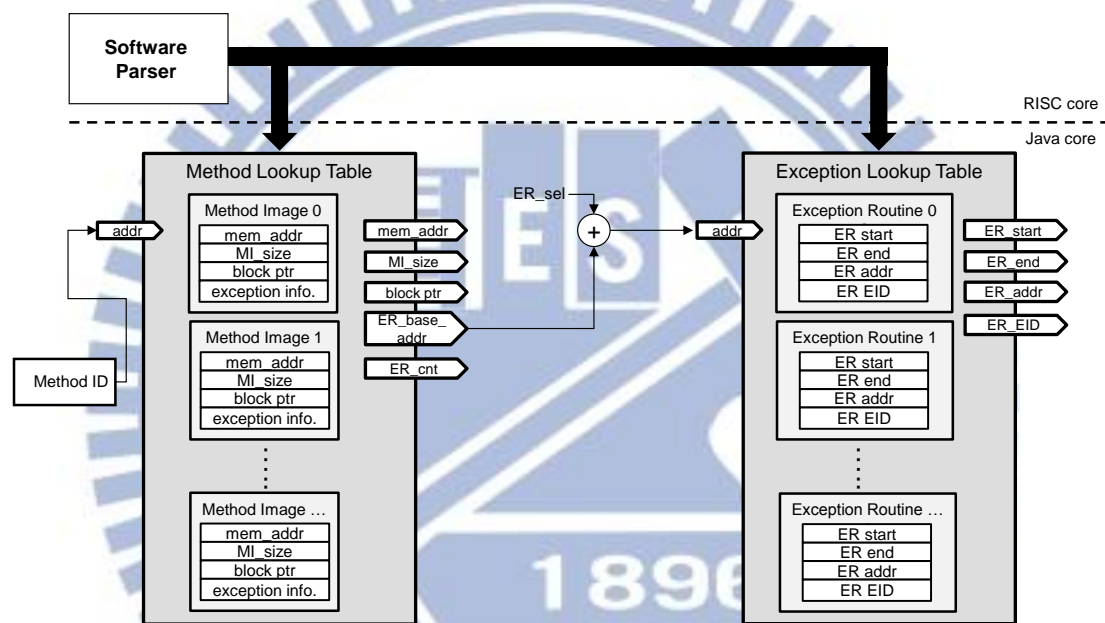 Software
Parser
RISC core
Java core
Method Lookup Table
addr
Method ID
Method Image 0
mem_addr
MI_size
block ptr
exception info.
Method Image 1
mem_addr
MI_size
block ptr
exception info.
Method Image …
mem_addr
MI_size
block ptr
exception info.
mem_addr
MI_size
block ptr
ER_base_
addr
ER_cnt
ER_sel
+
addr
Exception Lookup Table
Exception Routine 0
ER start
ER end
ER addr
ER EID
Exception Routine 1
ER start
ER end
ER addr
ER EID
Exception Routine …
ER start
ER end
ER addr
ER EID
ER_start
ER_end
ER_addr
ER_EID
ES
1896